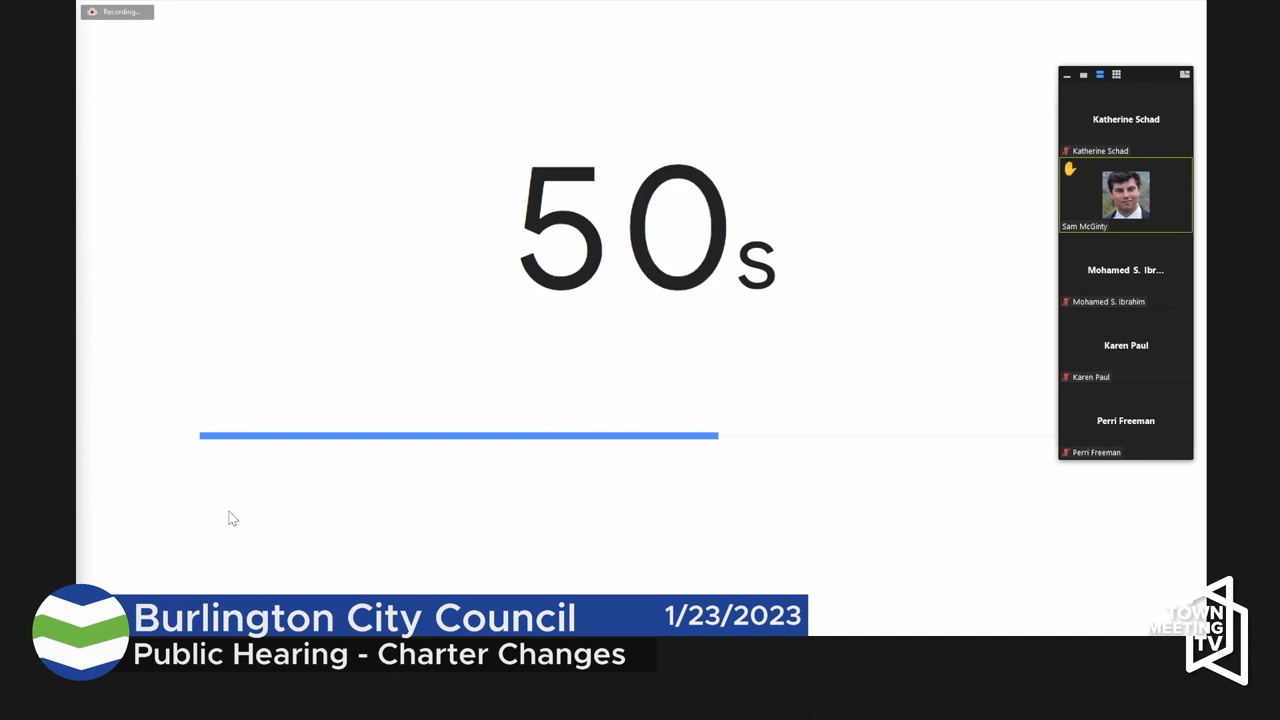 Recording...
50s
Katherine Schad
Katherine Schad
Sam McGinty
Mohamed S. Ibr...
Mohamed S. Ibrahim
Karen Paul
Karen Paul
Perri Freeman
Perri Freeman
Burlington City Council 1/23/2023
Public Hearing - Charter Changes
TOWN
MEETING
TV